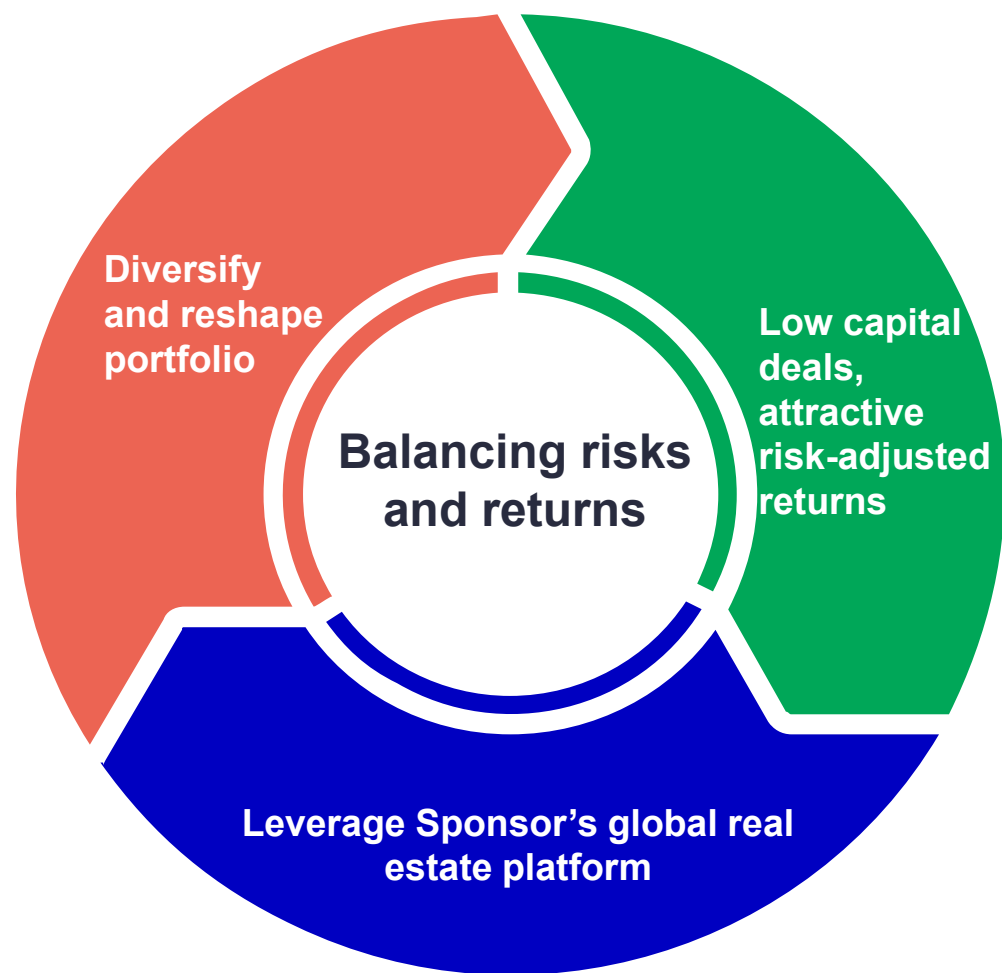 Diversify
and reshape
portfolio
Low capital
deals,
attractive
risk-adjusted
returns
Balancing risks
and returns
Leverage Sponsor’s global real
estate platform